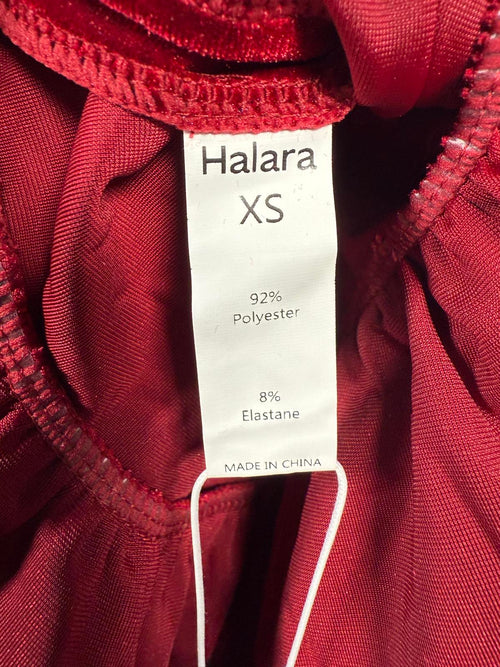 Halara
XS
92%
Polyester
8%
Elastane
MADE IN CHINA